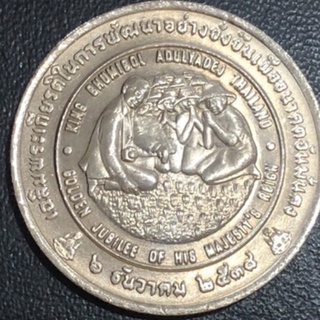 เฉลิมพระเกียรติในการพัฒนาอย่างยั่งยืนเพื่ออนาคตอันมั่นคง
KING BHUMIBOL ADULYADEJ THAILAND
GOLDEN JUBILEE OF HIS MAJESTY'S REIGN
๖ ธันวาคม ๒๕๓๘